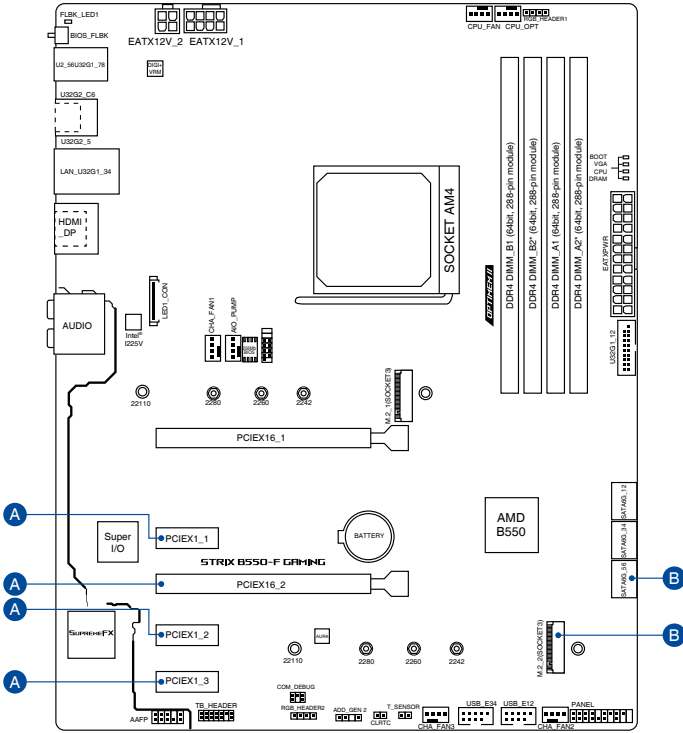 FLBK_LED1
BIOS_FLBK
EATX12V_2
EATX12V_1
CPU_FAN
CPU_OPT
RGB_HEADER1
U2_56U32G1_78
DIGI+
VRM
U32G2_C6
U32G2_5
LAN_U32G1_34
HDMI
_DP
AUDIO
LED1_CON
Intel®
I225V
CHA_FAN1
AIO_PUMP
SOCKET AM4
OPTIMEM II
DDR4 DIMM_B1 (64bit, 288-pin module)
DDR4 DIMM_B2* (64bit, 288-pin module)
DDR4 DIMM_A1 (64bit, 288-pin module)
DDR4 DIMM_A2* (64bit, 288-pin module)
BOOT
VGA
CPU
DRAM
EATXPWR
U32G1_12
22110
2280
2260
2242
M.2_1(SOCKET3)
PCIEX16_1
A
PCIEX1_1
Super
I/O
BATTERY
AMD
B550
SATA6G_12
SATA6G_34
SATA6G_56
B
STRIX B550-F GAMING
A
PCIEX16_2
A
PCIEX1_2
SUPREMEFX
AURA
22110
2280
2260
2242
M.2_2(SOCKET3)
B
A
PCIEX1_3
AAFP
TB_HEADER
COM_DEBUG
RGB_HEADER2
ADD_GEN 2
CLRTC
T_SENSOR
CHA_FAN3
USB_E34
USB_E12
CHA_FAN2
PANEL